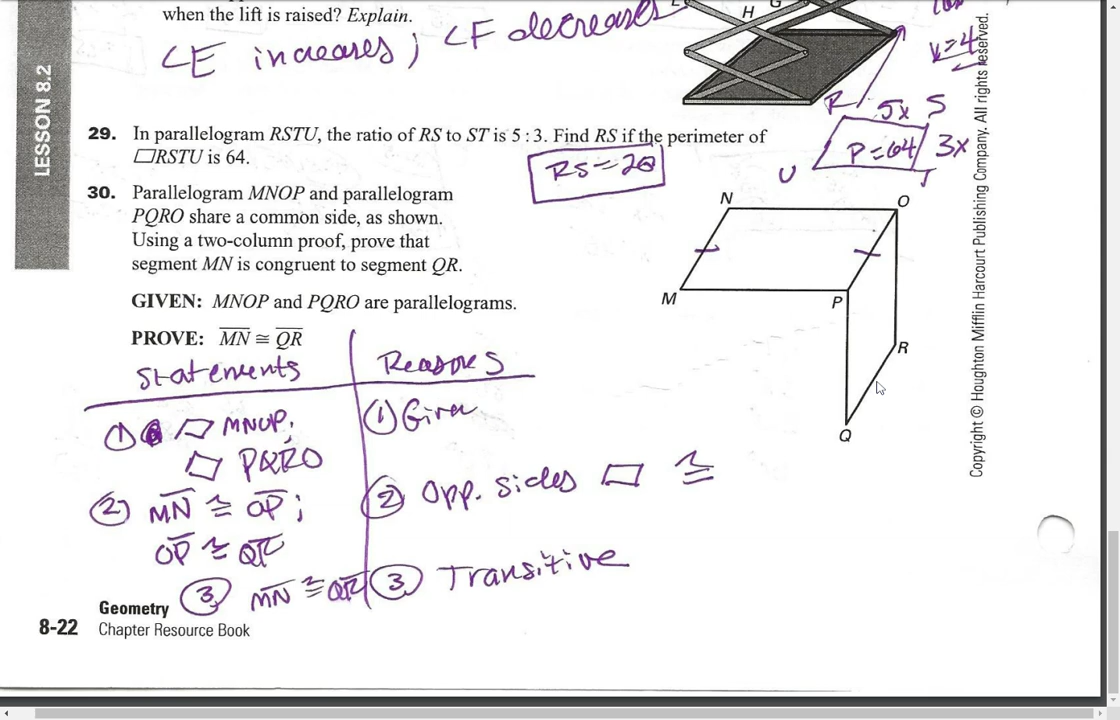 when the lift is raised? Explain.
∠E increases ; ∠F decreases
H G
k=4
LESSON 8.2
29. In parallelogram RSTU, the ratio of RS to ST is 5 : 3. Find RS if the perimeter of
▱RSTU is 64.
RS=20
R 5x S
P=64 3x
U T
30. Parallelogram MNOP and parallelogram
PQRO share a common side, as shown.
Using a two-column proof, prove that
segment MN is congruent to segment QR.
GIVEN: MNOP and PQRO are parallelograms.
PROVE: MN ≅ QR
N O
M P
R
Q
Statements Reasons
① ▱ MNOP, ① Given
▱ PQRO
② MN ≅ OP ; ② Opp. sides ▱ ≅
OP ≅ QR
③ MN ≅ QR ③ Transitive
Geometry
8-22 Chapter Resource Book
Copyright © Houghton Mifflin Harcourt Publishing Company. All rights reserved.